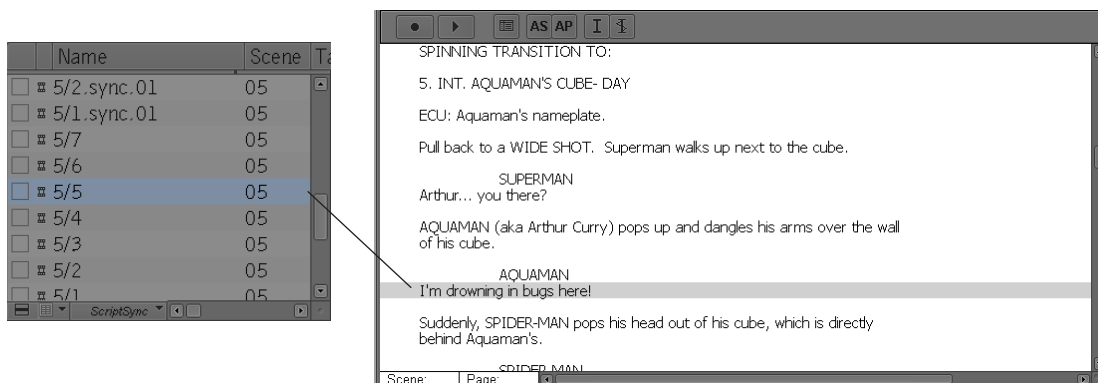 Name Scene Ta
5/2.sync.01 05
5/1.sync.01 05
5/7 05
5/6 05
5/5 05
5/4 05
5/3 05
5/2 05
5/1 05
ScriptSync
AS AP
SPINNING TRANSITION TO:
5. INT. AQUAMAN'S CUBE- DAY
ECU: Aquaman's nameplate.
Pull back to a WIDE SHOT. Superman walks up next to the cube.
SUPERMAN
Arthur... you there?
AQUAMAN (aka Arthur Curry) pops up and dangles his arms over the wall
of his cube.
AQUAMAN
I'm drowning in bugs here!
Suddenly, SPIDER-MAN pops his head out of his cube, which is directly
behind Aquaman's.
SPIDER MAN
Scene: Page: